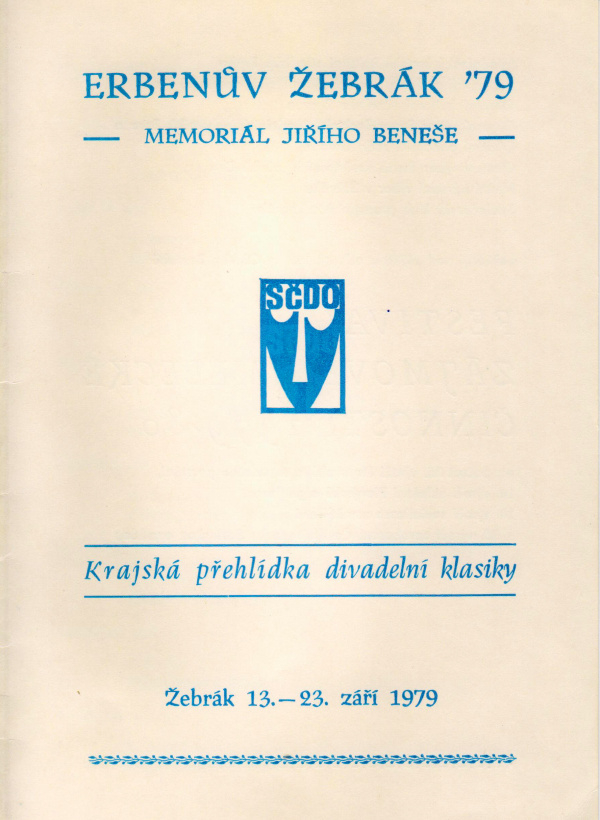 ERBENŮV ŽEBRÁK '79
— MEMORIÁL JIŘÍHO BENEŠE —
SČDO
Krajská přehlídka divadelní klasiky
Žebrák 13.—23. září 1979